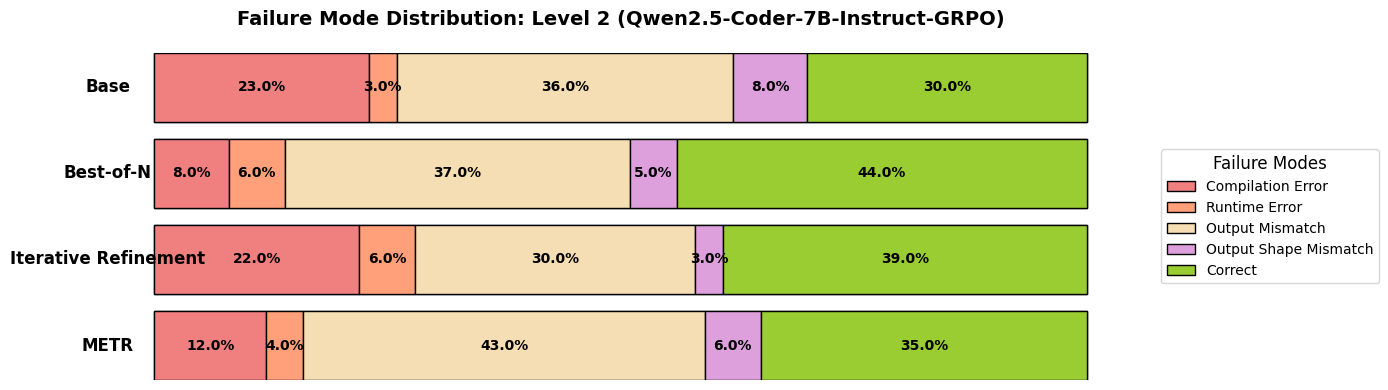 Failure Mode Distribution: Level 2 (Qwen2.5-Coder-7B-Instruct-GRPO)
Base 23.0% 3.0% 36.0% 8.0% 30.0%
Best-of-N 8.0% 6.0% 37.0% 5.0% 44.0%
Iterative Refinement 22.0% 6.0% 30.0% 3.0% 39.0%
METR 12.0% 4.0% 43.0% 6.0% 35.0%
Failure Modes
Compilation Error
Runtime Error
Output Mismatch
Output Shape Mismatch
Correct